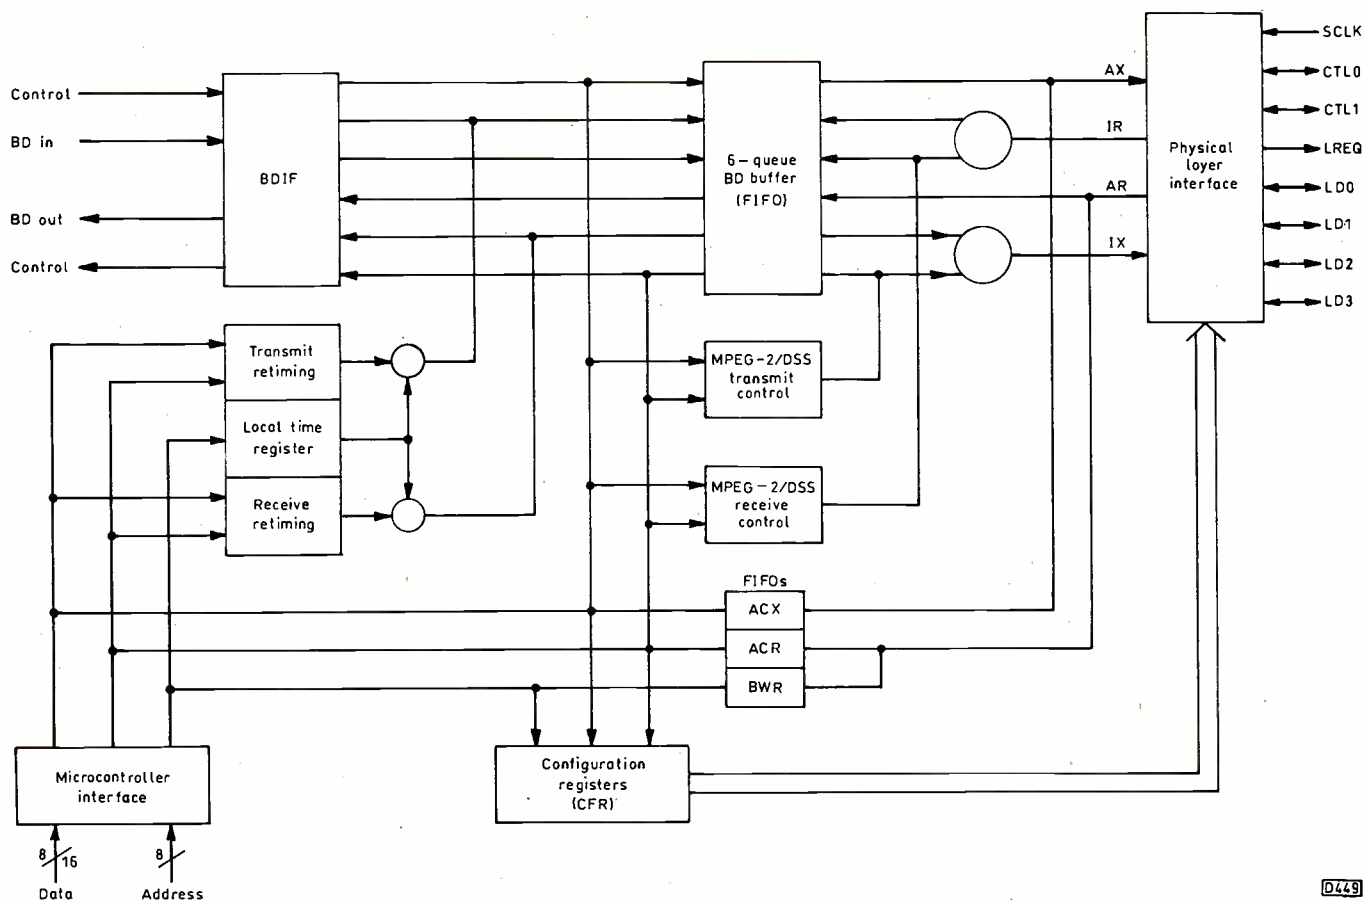 Control
BD in
BD out
Control
BDIF
6-queue
BD buffer
(FIFO)
AX
IR
AR
IX
Physical
layer
interface
SCLK
CTL0
CTL1
LREQ
LD0
LD1
LD2
LD3
Transmit
retiming
Local time
register
Receive
retiming
MPEG-2/DSS
transmit
control
MPEG-2/DSS
receive
control
FIFOs
ACX
ACR
BWR
Microcontroller
interface
Configuration
registers
(CFR)
8
16
8
Data
Address
D449